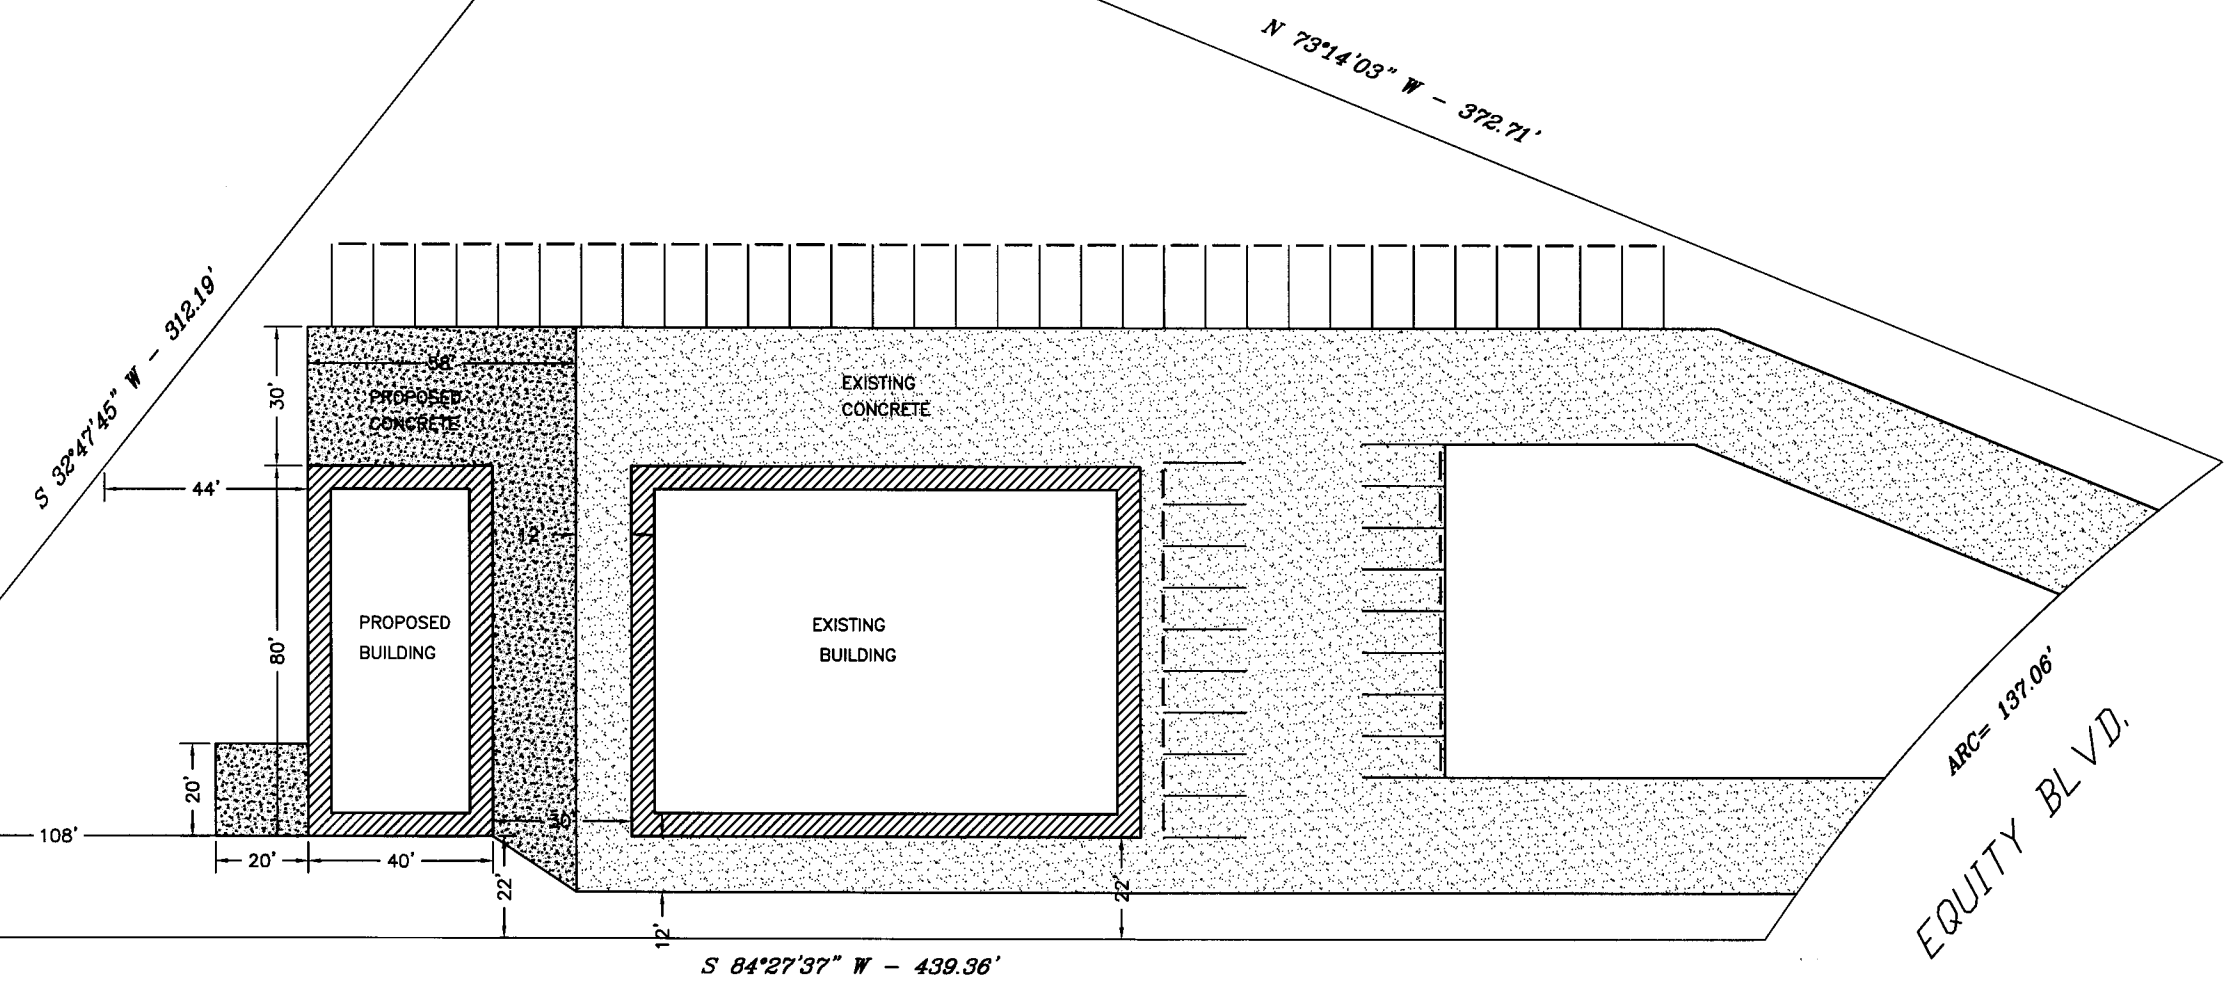 N 73°14'03" W - 372.71'
S 32°47'45" W - 312.19'
58'
30'
PROPOSED
CONCRETE
EXISTING
CONCRETE
44'
12'
PROPOSED
BUILDING
EXISTING
BUILDING
80'
20'
30'
108'
20'
40'
22'
22'
12'
ARC= 137.06'
EQUITY BLVD.
S 84°27'37" W - 439.36'